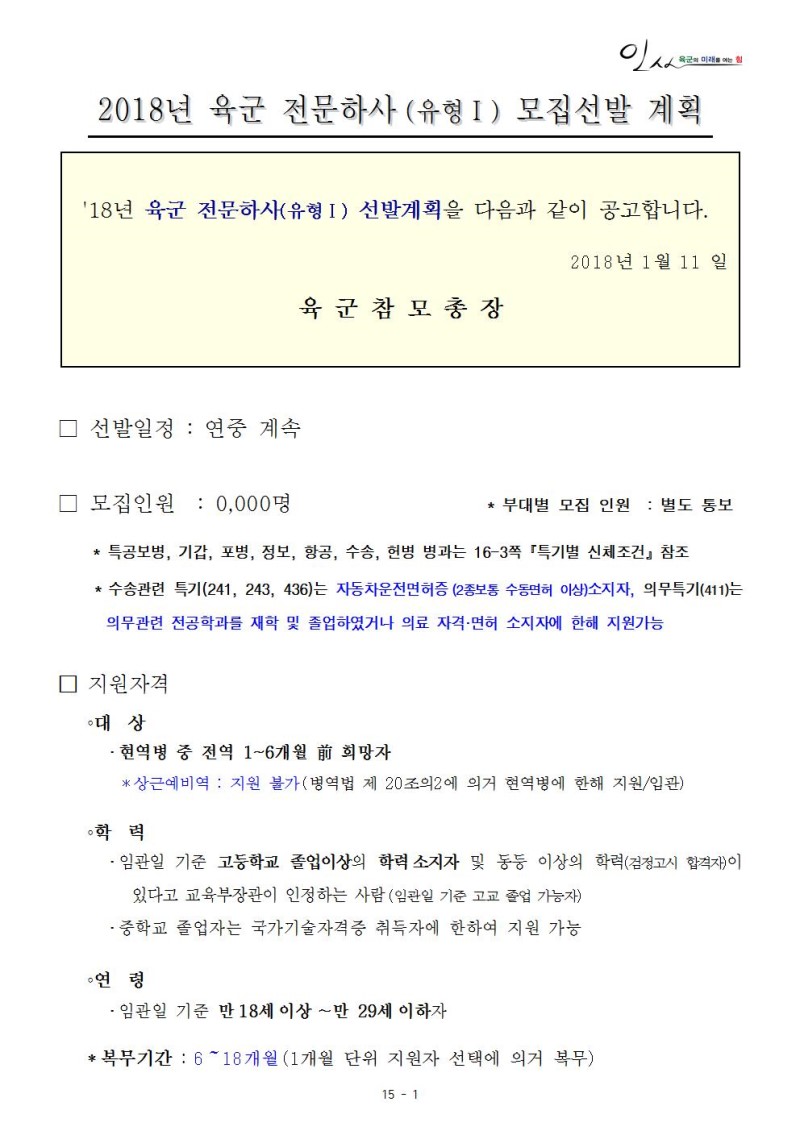 인사 육군의 미래를 여는 힘
2018년 육군 전문하사(유형Ⅰ) 모집선발 계획
'18년 육군 전문하사(유형Ⅰ) 선발계획을 다음과 같이 공고합니다.
2018년 1월 11 일
육 군 참 모 총 장
□ 선발일정 : 연중 계속
□ 모집인원 : 0,000명 * 부대별 모집 인원 : 별도 통보
* 특공보병, 기갑, 포병, 정보, 항공, 수송, 헌병 병과는 16-3쪽 『특기별 신체조건』 참조
* 수송관련 특기(241, 243, 436)는 자동차운전면허증(2종보통 수동면허 이상)소지자, 의무특기(411)는
의무관련 전공학과를 재학 및 졸업하였거나 의료 자격·면허 소지자에 한해 지원가능
□ 지원자격
◦대 상
· 현역병 중 전역 1~6개월 前 희망자
*상근예비역 : 지원 불가(병역법 제 20조의2에 의거 현역병에 한해 지원/임관)
◦학 력
· 임관일 기준 고등학교 졸업이상의 학력 소지자 및 동등 이상의 학력(검정고시 합격자)이
있다고 교육부장관이 인정하는 사람(임관일 기준 고교 졸업 가능자)
· 중학교 졸업자는 국가기술자격증 취득자에 한하여 지원 가능
◦연 령
· 임관일 기준 만 18세 이상 ~만 29세 이하자
* 복무기간 : 6 ~ 18개월(1개월 단위 지원자 선택에 의거 복무)
15 - 1